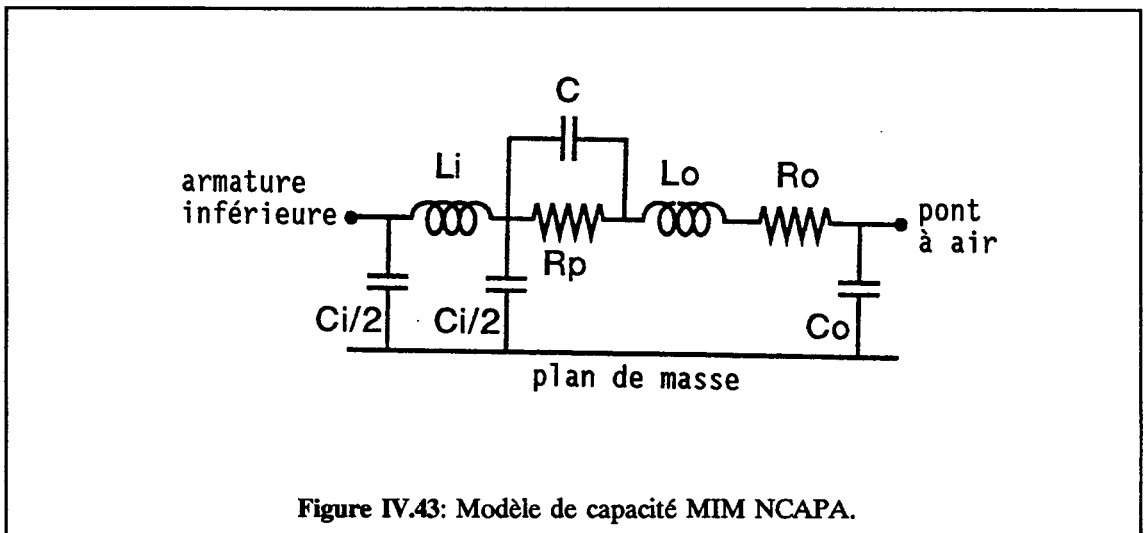 C
Li
Lo
Ro
armature
inférieure
pont
à air
Rp
Ci/2
Ci/2
Co
plan de masse
Figure IV.43: Modèle de capacité MIM NCAPA.